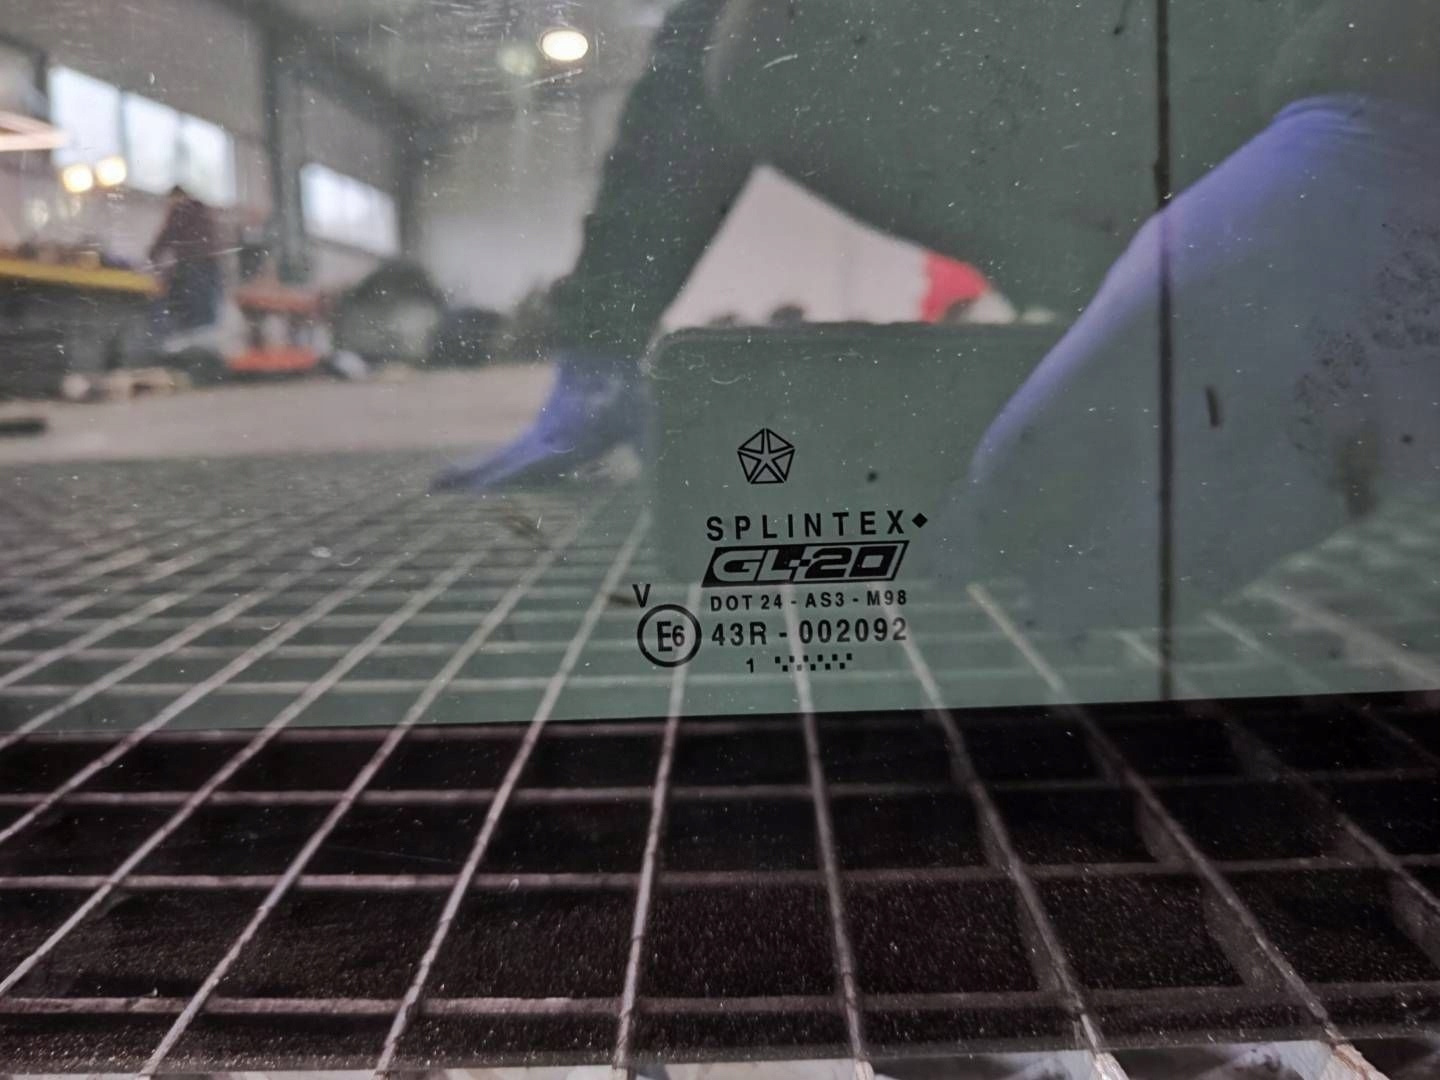 SPLINTEX
GL-20
DOT 24 - AS3 - M98
V
E6 43R - 002092
1